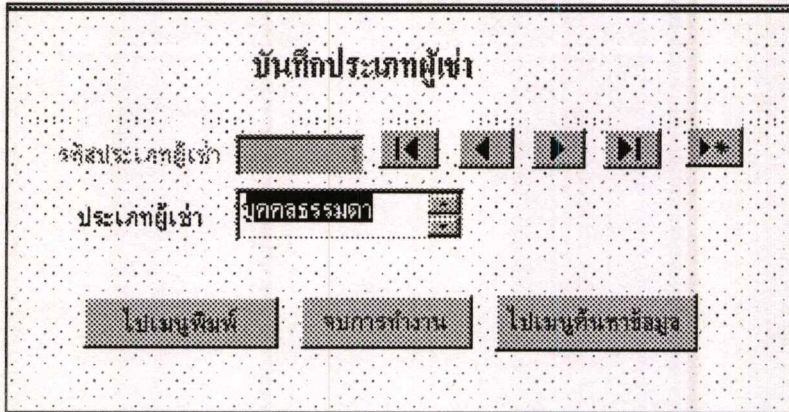 บันทึกประเภทผู้เช่า
รหัสประเภทผู้เช่า
ประเภทผู้เช่า บุคคลธรรมดา
ไปเมนูพิมพ์ จบการทำงาน ไปเมนูค้นหาข้อมูล